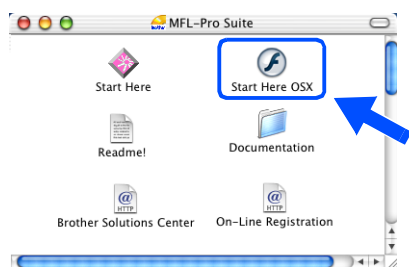 MFL-Pro Suite
Start Here
Start Here OSX
Readme!
Documentation
HTTP
HTTP
Brother Solutions Center
On-Line Registration